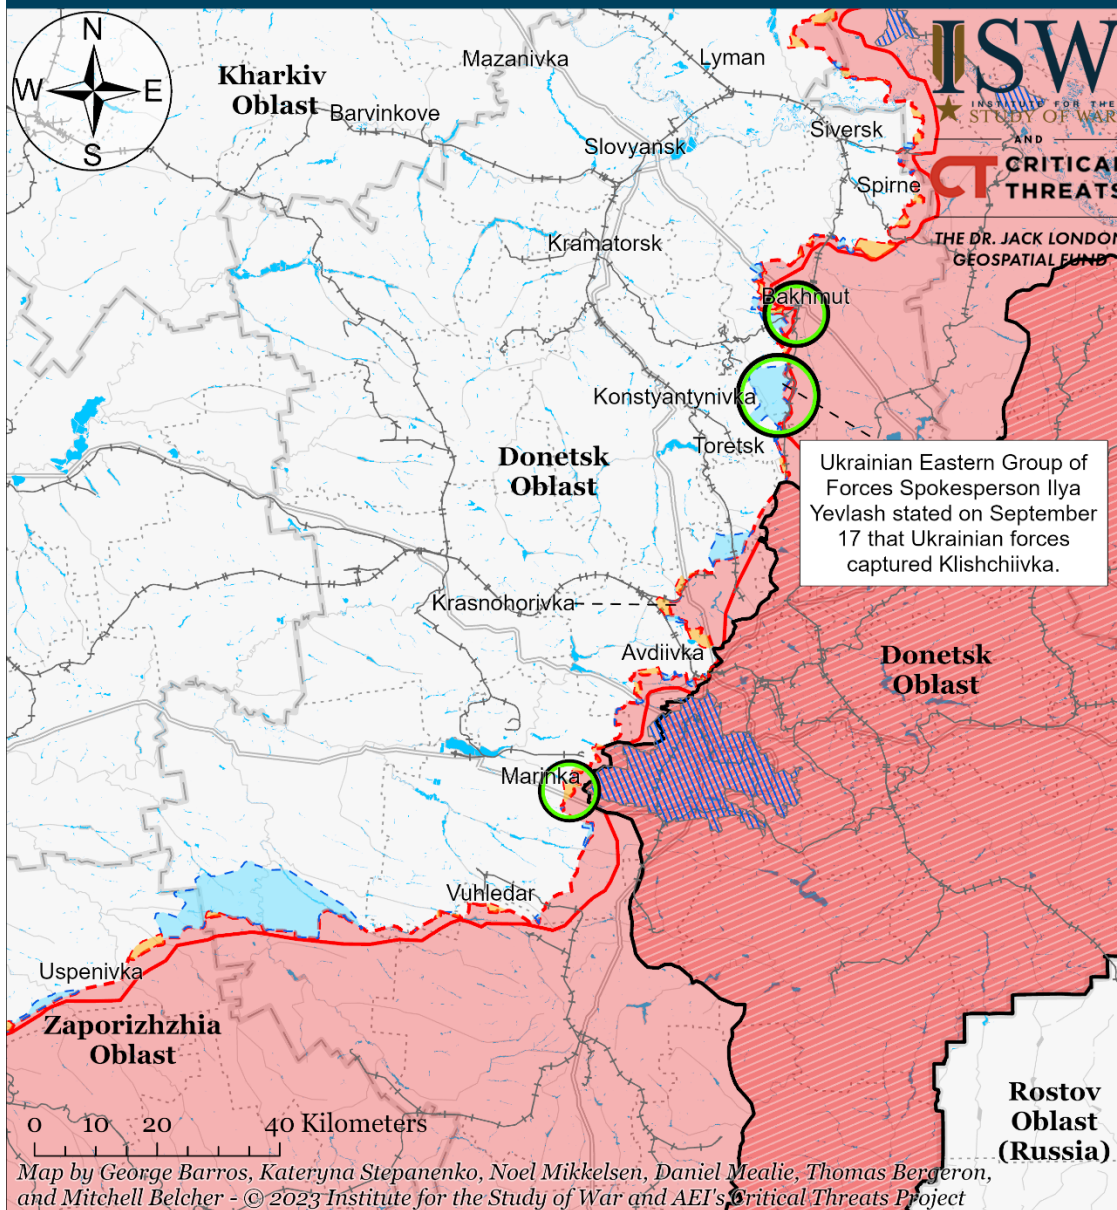 N
W
E
S
Kharkiv
Oblast
Mazanivka
Lyman
Barvinkove
Slovyansk
Siversk
Spirne
Kramatorsk
ISW
INSTITUTE FOR THE
STUDY OF WAR
AND
CT CRITICAL
THREATS
THE DR. JACK LONDON
GEOSPATIAL FUND
Bakhmut
Konstyantynivka
Toretsk
Donetsk
Oblast
Ukrainian Eastern Group of
Forces Spokesperson Ilya
Yevlash stated on September
17 that Ukrainian forces
captured Klishchiivka.
Krasnohorivka
Avdiivka
Donetsk
Oblast
Marinka
Vuhledar
Uspenivka
Zaporizhzhia
Oblast
Rostov
Oblast
(Russia)
0 10 20 40 Kilometers
Map by George Barros, Kateryna Stepanenko, Noel Mikkelsen, Daniel Mealie, Thomas Bergeron,
and Mitchell Belcher - © 2023 Institute for the Study of War and AEI's Critical Threats Project